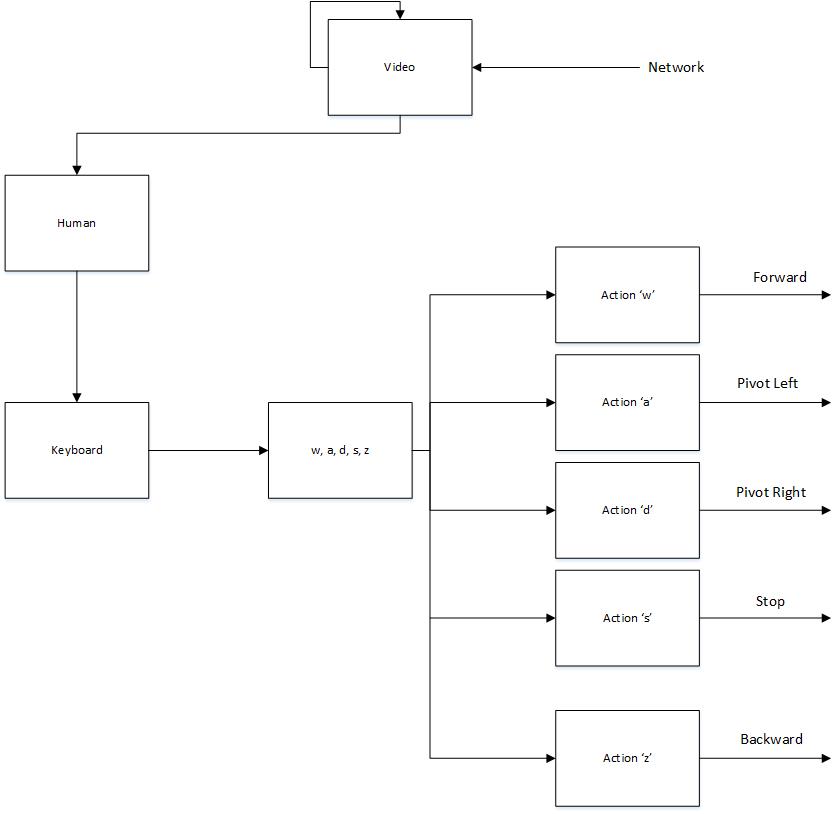 Video
Network
Human
Forward
Action ‘w’
Pivot Left
Action ‘a’
Keyboard
w, a, d, s, z
Pivot Right
Action ‘d’
Stop
Action ‘s’
Backward
Action ‘z’